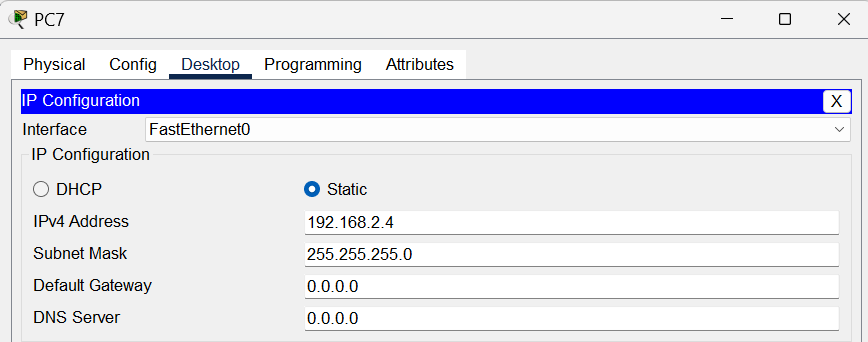 PC7
Physical Config Desktop Programming Attributes
IP Configuration X
Interface FastEthernet0
IP Configuration
DHCP Static
IPv4 Address 192.168.2.4
Subnet Mask 255.255.255.0
Default Gateway 0.0.0.0
DNS Server 0.0.0.0